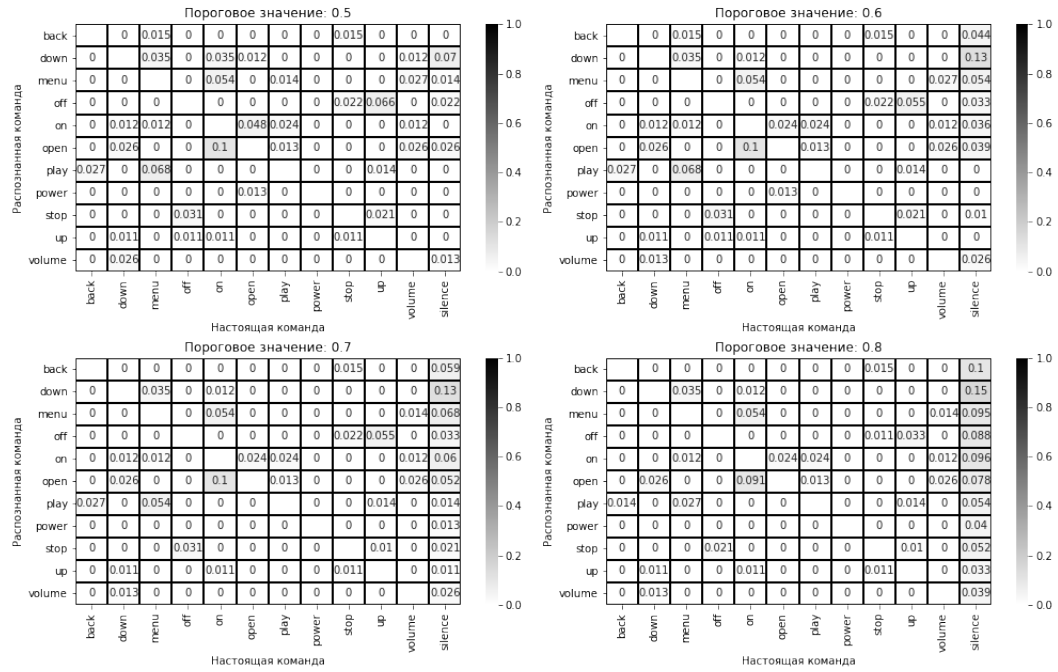 Пороговое значение: 0.5
Распознанная команда
back 0 0.015 0 0 0 0 0 0.015 0 0 0
down 0 0.035 0 0.035 0.012 0 0 0 0 0.012 0.07
menu 0 0 0 0.054 0 0.014 0 0 0 0.027 0.014
off 0 0 0 0 0 0 0 0.022 0.066 0 0.022
on 0 0.012 0.012 0 0.048 0.024 0 0 0 0.012 0
open 0 0.026 0 0 0.1 0.013 0 0 0 0.026 0.026
play 0.027 0 0.068 0 0 0 0 0 0.014 0 0
power 0 0 0 0 0 0.013 0 0 0 0 0
stop 0 0 0 0.031 0 0 0 0 0.021 0 0
up 0 0.011 0 0.011 0.011 0 0 0 0.011 0 0
volume 0 0.026 0 0 0 0 0 0 0 0 0.013
back down menu off on open play power stop up volume silence
Настоящая команда
1.0
0.8
0.6
0.4
0.2
0.0
Пороговое значение: 0.6
Распознанная команда
back 0 0.015 0 0 0 0 0 0.015 0 0 0.044
down 0 0.035 0 0.012 0 0 0 0 0 0 0.13
menu 0 0 0 0.054 0 0 0 0 0 0.027 0.054
off 0 0 0 0 0 0 0 0.022 0.055 0 0.033
on 0 0.012 0.012 0 0.024 0.024 0 0 0 0.012 0.036
open 0 0.026 0 0 0.1 0.013 0 0 0 0.026 0.039
play 0.027 0 0.068 0 0 0 0 0 0.014 0 0
power 0 0 0 0 0 0.013 0 0 0 0 0
stop 0 0 0 0.031 0 0 0 0 0.021 0 0.01
up 0 0.011 0 0.011 0.011 0 0 0 0.011 0 0
volume 0 0.013 0 0 0 0 0 0 0 0 0.026
back down menu off on open play power stop up volume silence
Настоящая команда
1.0
0.8
0.6
0.4
0.2
0.0
Пороговое значение: 0.7
Распознанная команда
back 0 0 0 0 0 0 0 0.015 0 0 0.059
down 0 0.035 0 0.012 0 0 0 0 0 0 0.13
menu 0 0 0 0.054 0 0 0 0 0 0.014 0.068
off 0 0 0 0 0 0 0 0.022 0.055 0 0.033
on 0 0.012 0.012 0 0.024 0.024 0 0 0 0.012 0.06
open 0 0.026 0 0 0.1 0.013 0 0 0 0.026 0.052
play 0.027 0 0.054 0 0 0 0 0 0.014 0 0.014
power 0 0 0 0 0 0 0 0 0 0 0.013
stop 0 0 0 0.031 0 0 0 0 0.01 0 0.021
up 0 0.011 0 0 0.011 0 0 0 0.011 0 0.011
volume 0 0.013 0 0 0 0 0 0 0 0 0.026
back down menu off on open play power stop up volume silence
Настоящая команда
1.0
0.8
0.6
0.4
0.2
0.0
Пороговое значение: 0.8
Распознанная команда
back 0 0 0 0 0 0 0 0.015 0 0 0.1
down 0 0.035 0 0.012 0 0 0 0 0 0 0.15
menu 0 0 0 0.054 0 0 0 0 0 0.014 0.095
off 0 0 0 0 0 0 0 0.011 0.033 0 0.088
on 0 0 0.012 0 0.024 0.024 0 0 0 0.012 0.096
open 0 0.026 0 0 0.091 0.013 0 0 0 0.026 0.078
play 0.014 0 0.027 0 0 0 0 0 0.014 0 0.054
power 0 0 0 0 0 0 0 0 0 0 0.04
stop 0 0 0 0.021 0 0 0 0 0.01 0 0.052
up 0 0.011 0 0 0.011 0 0 0 0.011 0 0.033
volume 0 0.013 0 0 0 0 0 0 0 0 0.039
back down menu off on open play power stop up volume silence
Настоящая команда
1.0
0.8
0.6
0.4
0.2
0.0